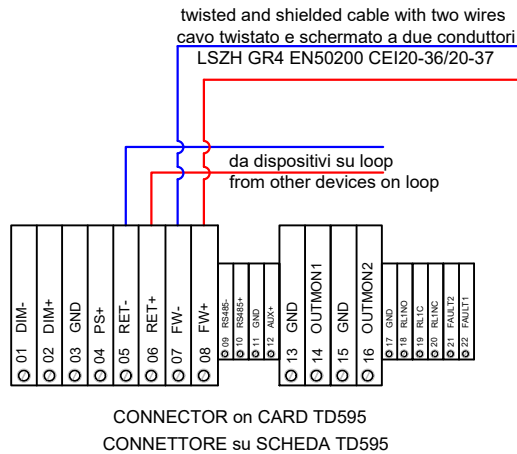 twisted and shielded cable with two wires
cavo twistato e schermato a due conduttori
LSZH GR4 EN50200 CEI20-36/20-37
da dispositivi su loop
from other devices on loop
01 DIM-
02 DIM+
03 GND
04 PS+
05 RET-
06 RET+
07 FW-
08 FW+
09 RS485-
10 RS485+
11 GND
12 AUX+
13 GND
14 OUTMON1
15 GND
16 OUTMON2
17 GND
18 RL1NO
19 RL1C
20 RL1NC
21 FAULT2
22 FAULT1
CONNECTOR on CARD TD595
CONNETTORE su SCHEDA TD595